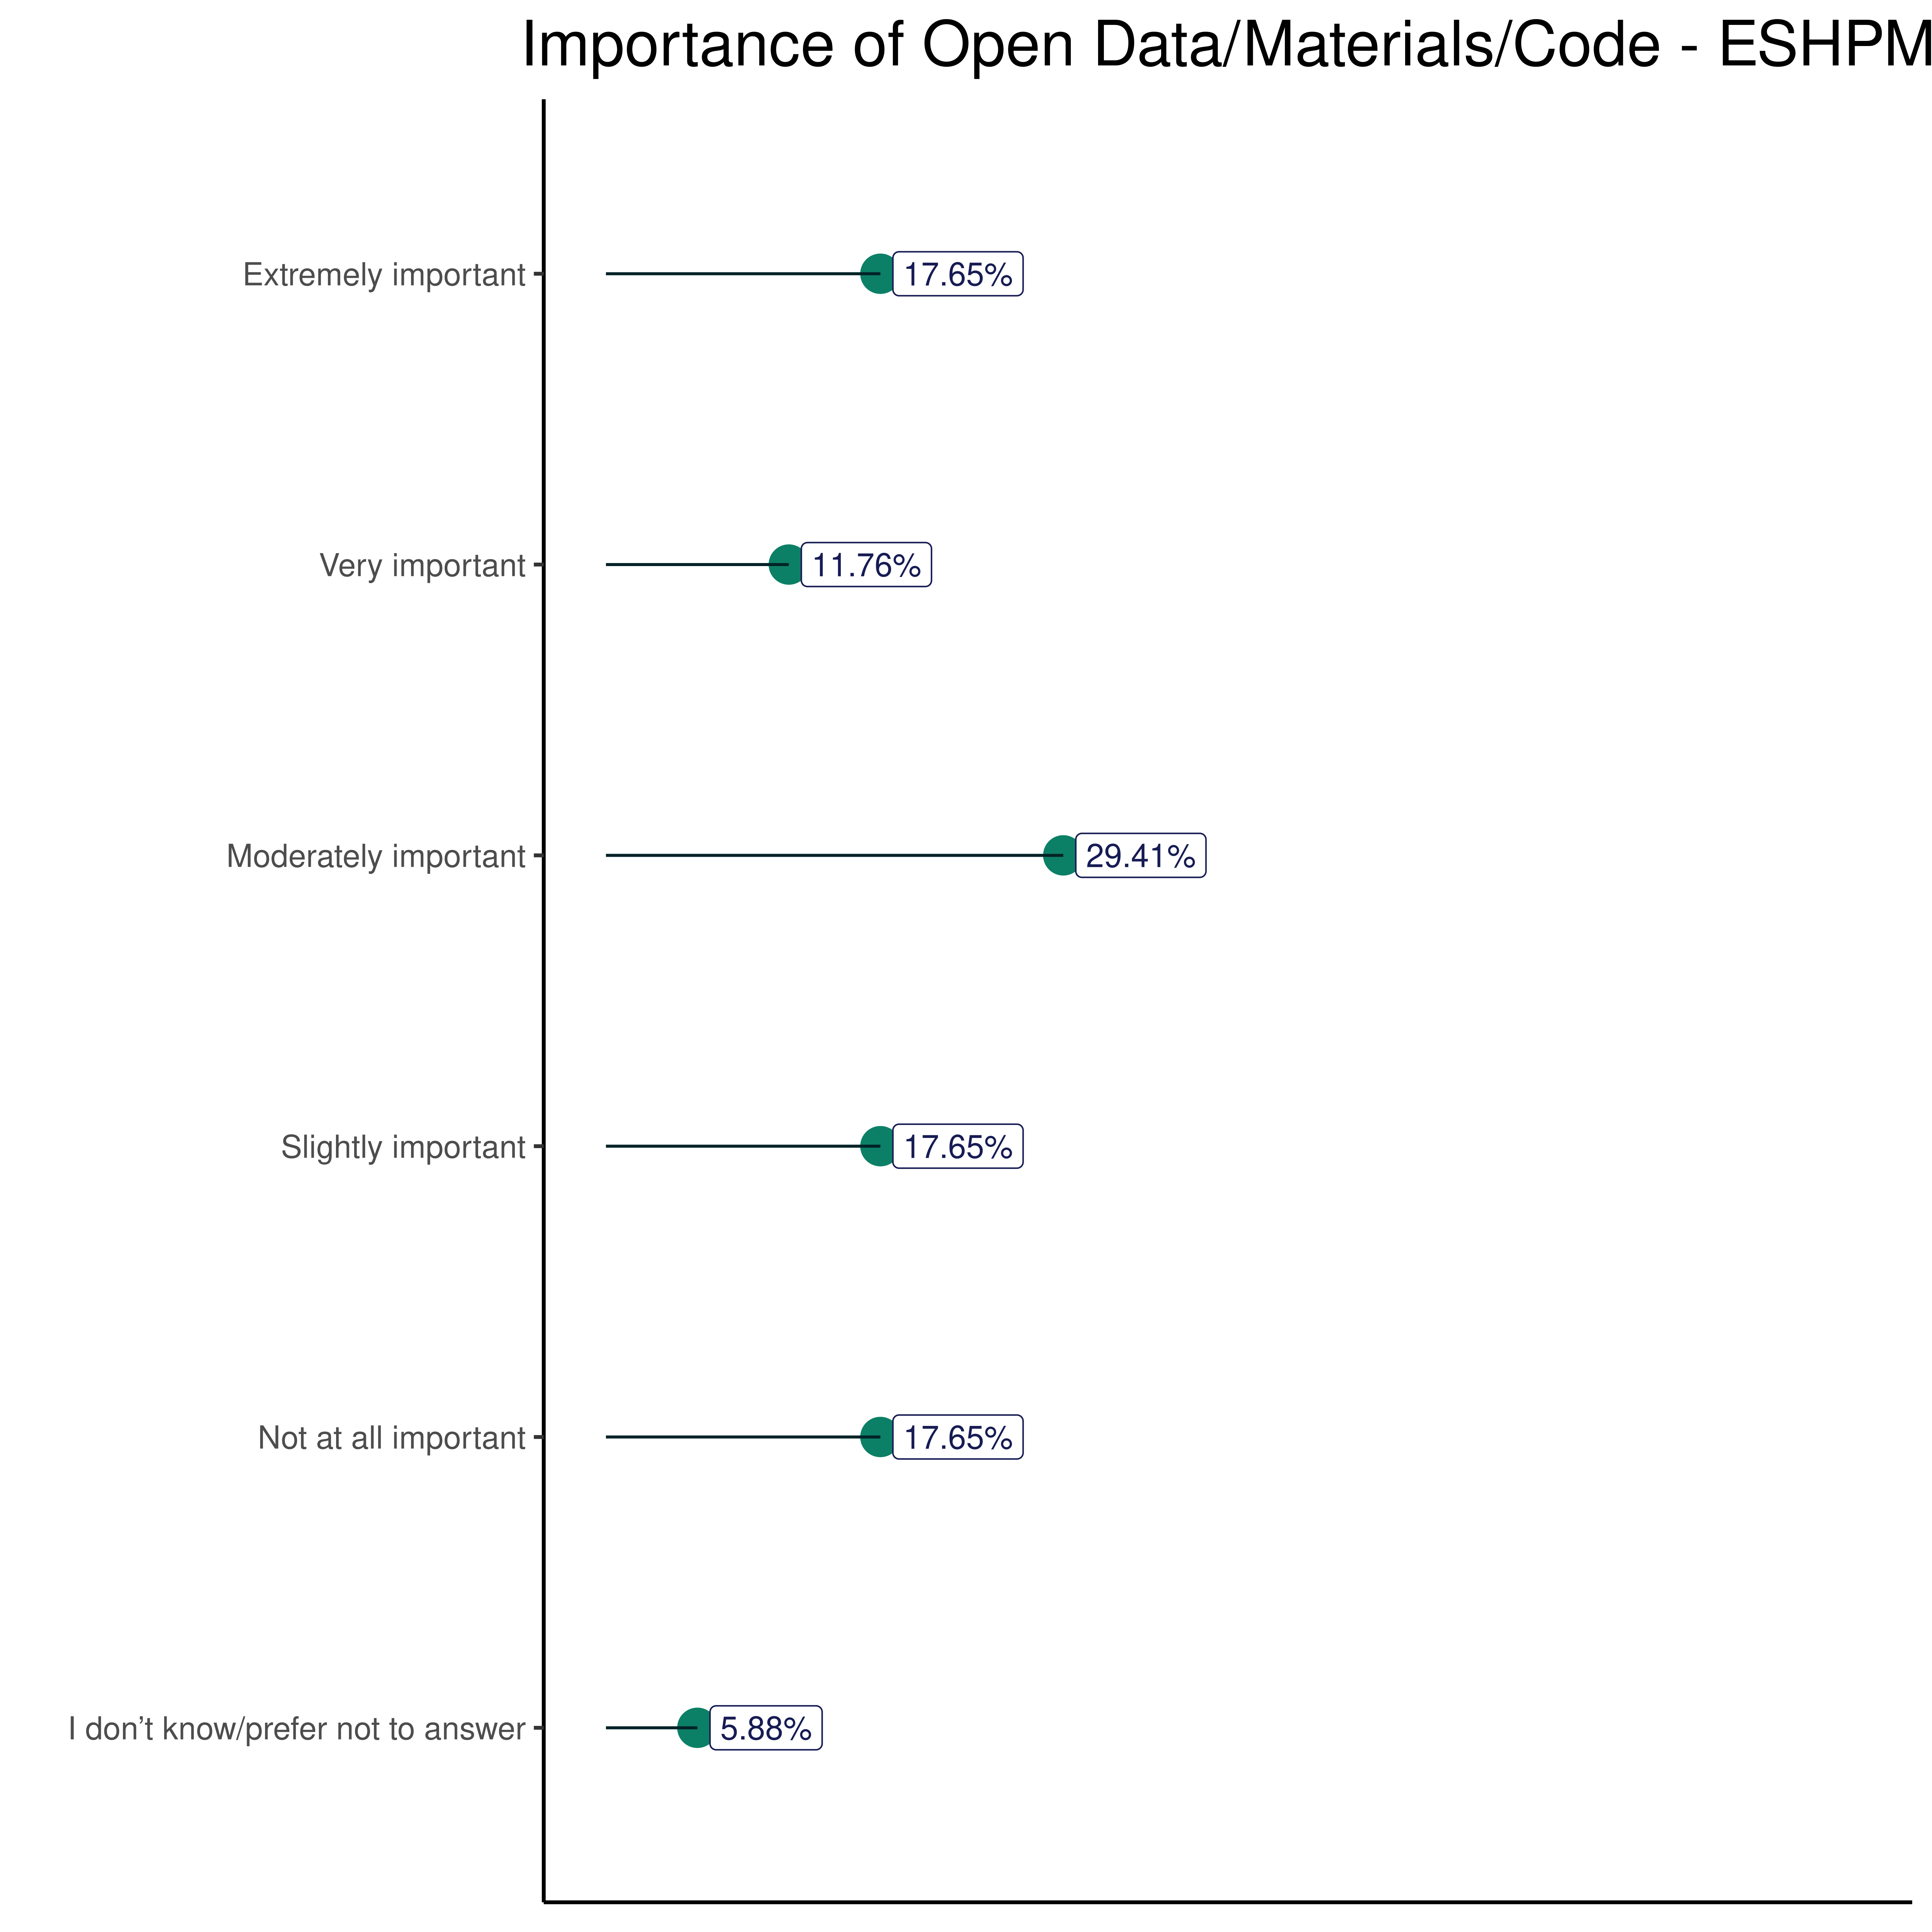 Importance of Open Data/Materials/Code - ESHPM
Extremely important
17.65%
Very important
11.76%
Moderately important
29.41%
Slightly important
17.65%
Not at all important
17.65%
I don't know/prefer not to answer
5.88%